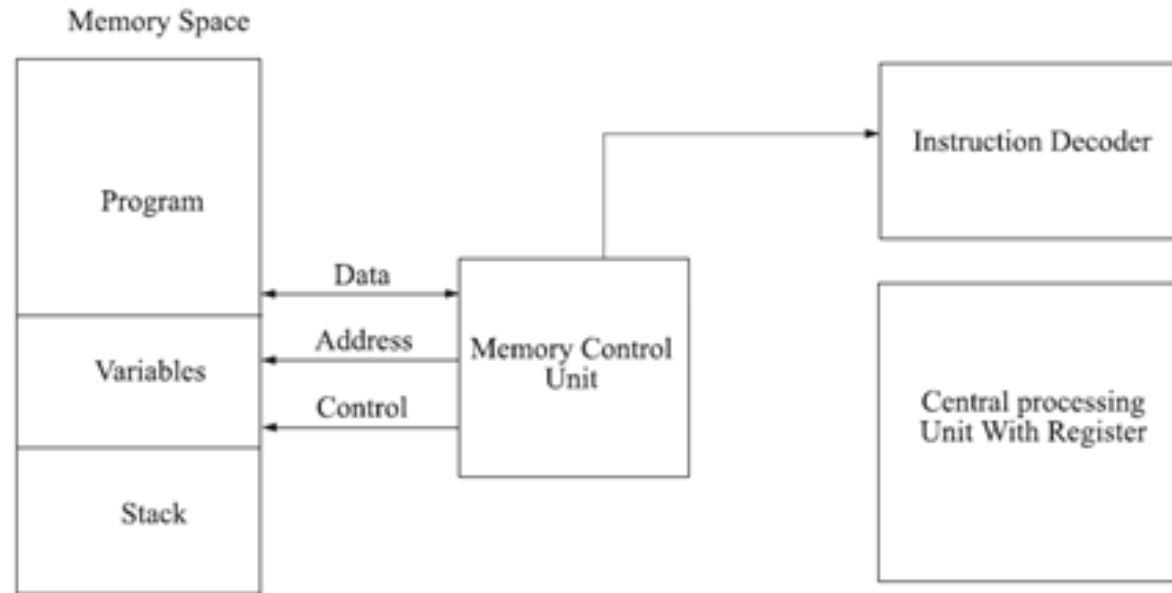 Memory Space
Program
Data
Address
Control
Variables
Stack
Memory Control
Unit
Instruction Decoder
Central processing
Unit With Register